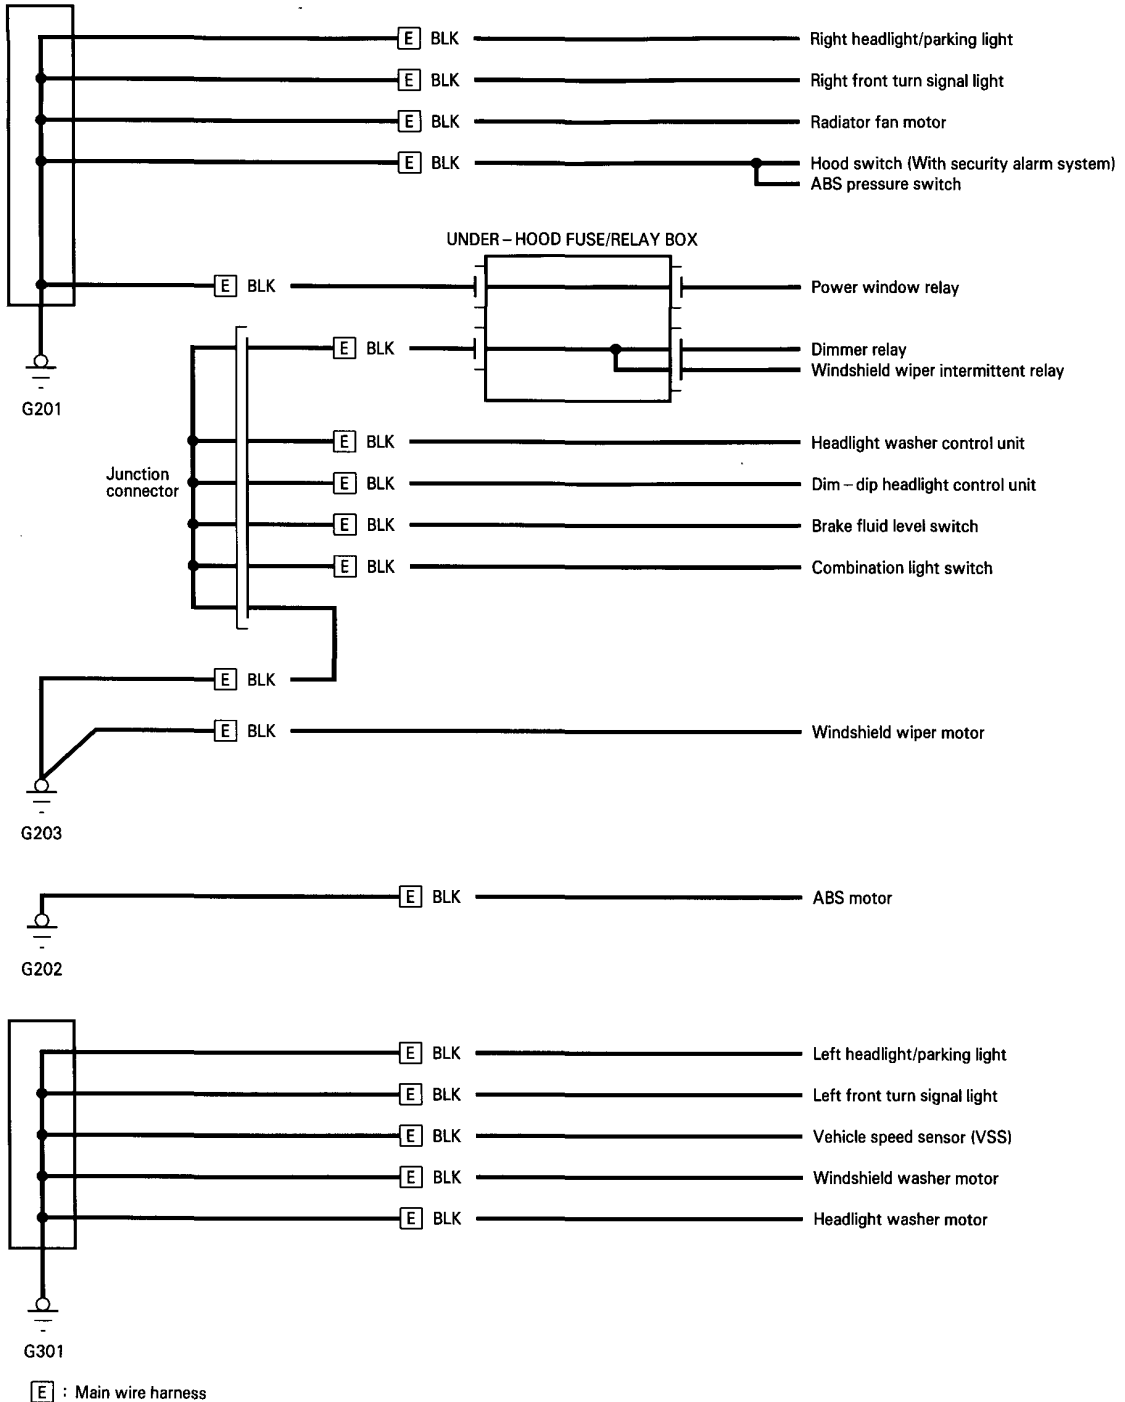 E BLK Right headlight/parking light
E BLK Right front turn signal light
E BLK Radiator fan motor
E BLK Hood switch (With security alarm system)
ABS pressure switch
UNDER – HOOD FUSE/RELAY BOX
E BLK Power window relay
E BLK Dimmer relay
Windshield wiper intermittent relay
G201
E BLK Headlight washer control unit
Junction
connector
E BLK Dim – dip headlight control unit
E BLK Brake fluid level switch
E BLK Combination light switch
E BLK
E BLK Windshield wiper motor
G203
E BLK ABS motor
G202
E BLK Left headlight/parking light
E BLK Left front turn signal light
E BLK Vehicle speed sensor (VSS)
E BLK Windshield washer motor
E BLK Headlight washer motor
G301
E : Main wire harness